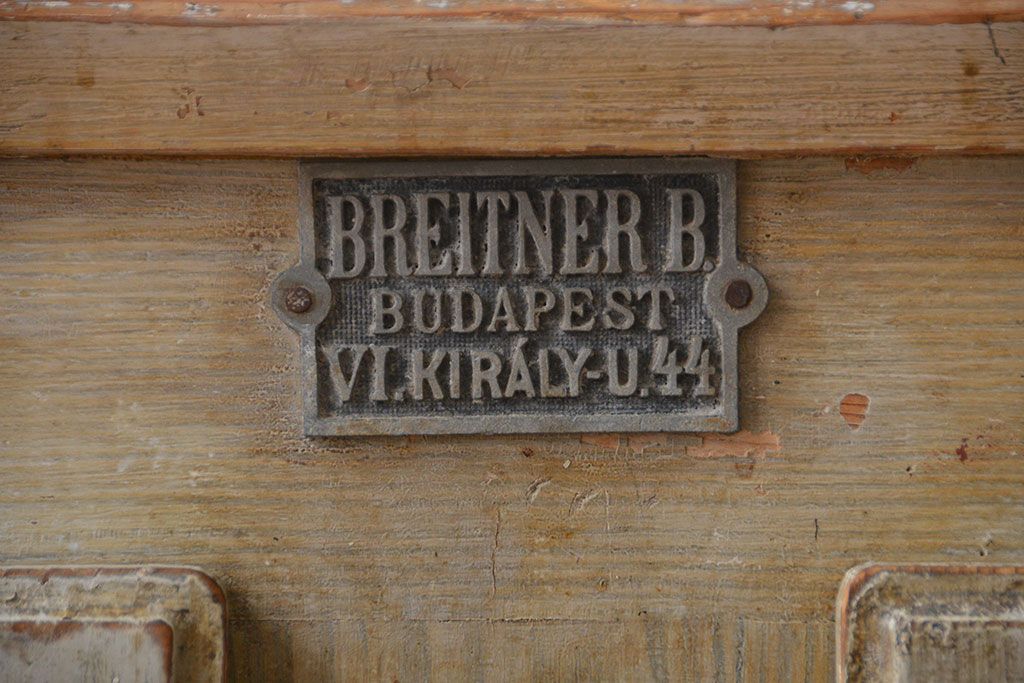 BREITNER B.
BUDAPEST
VI. KIRÁLY-U. 44